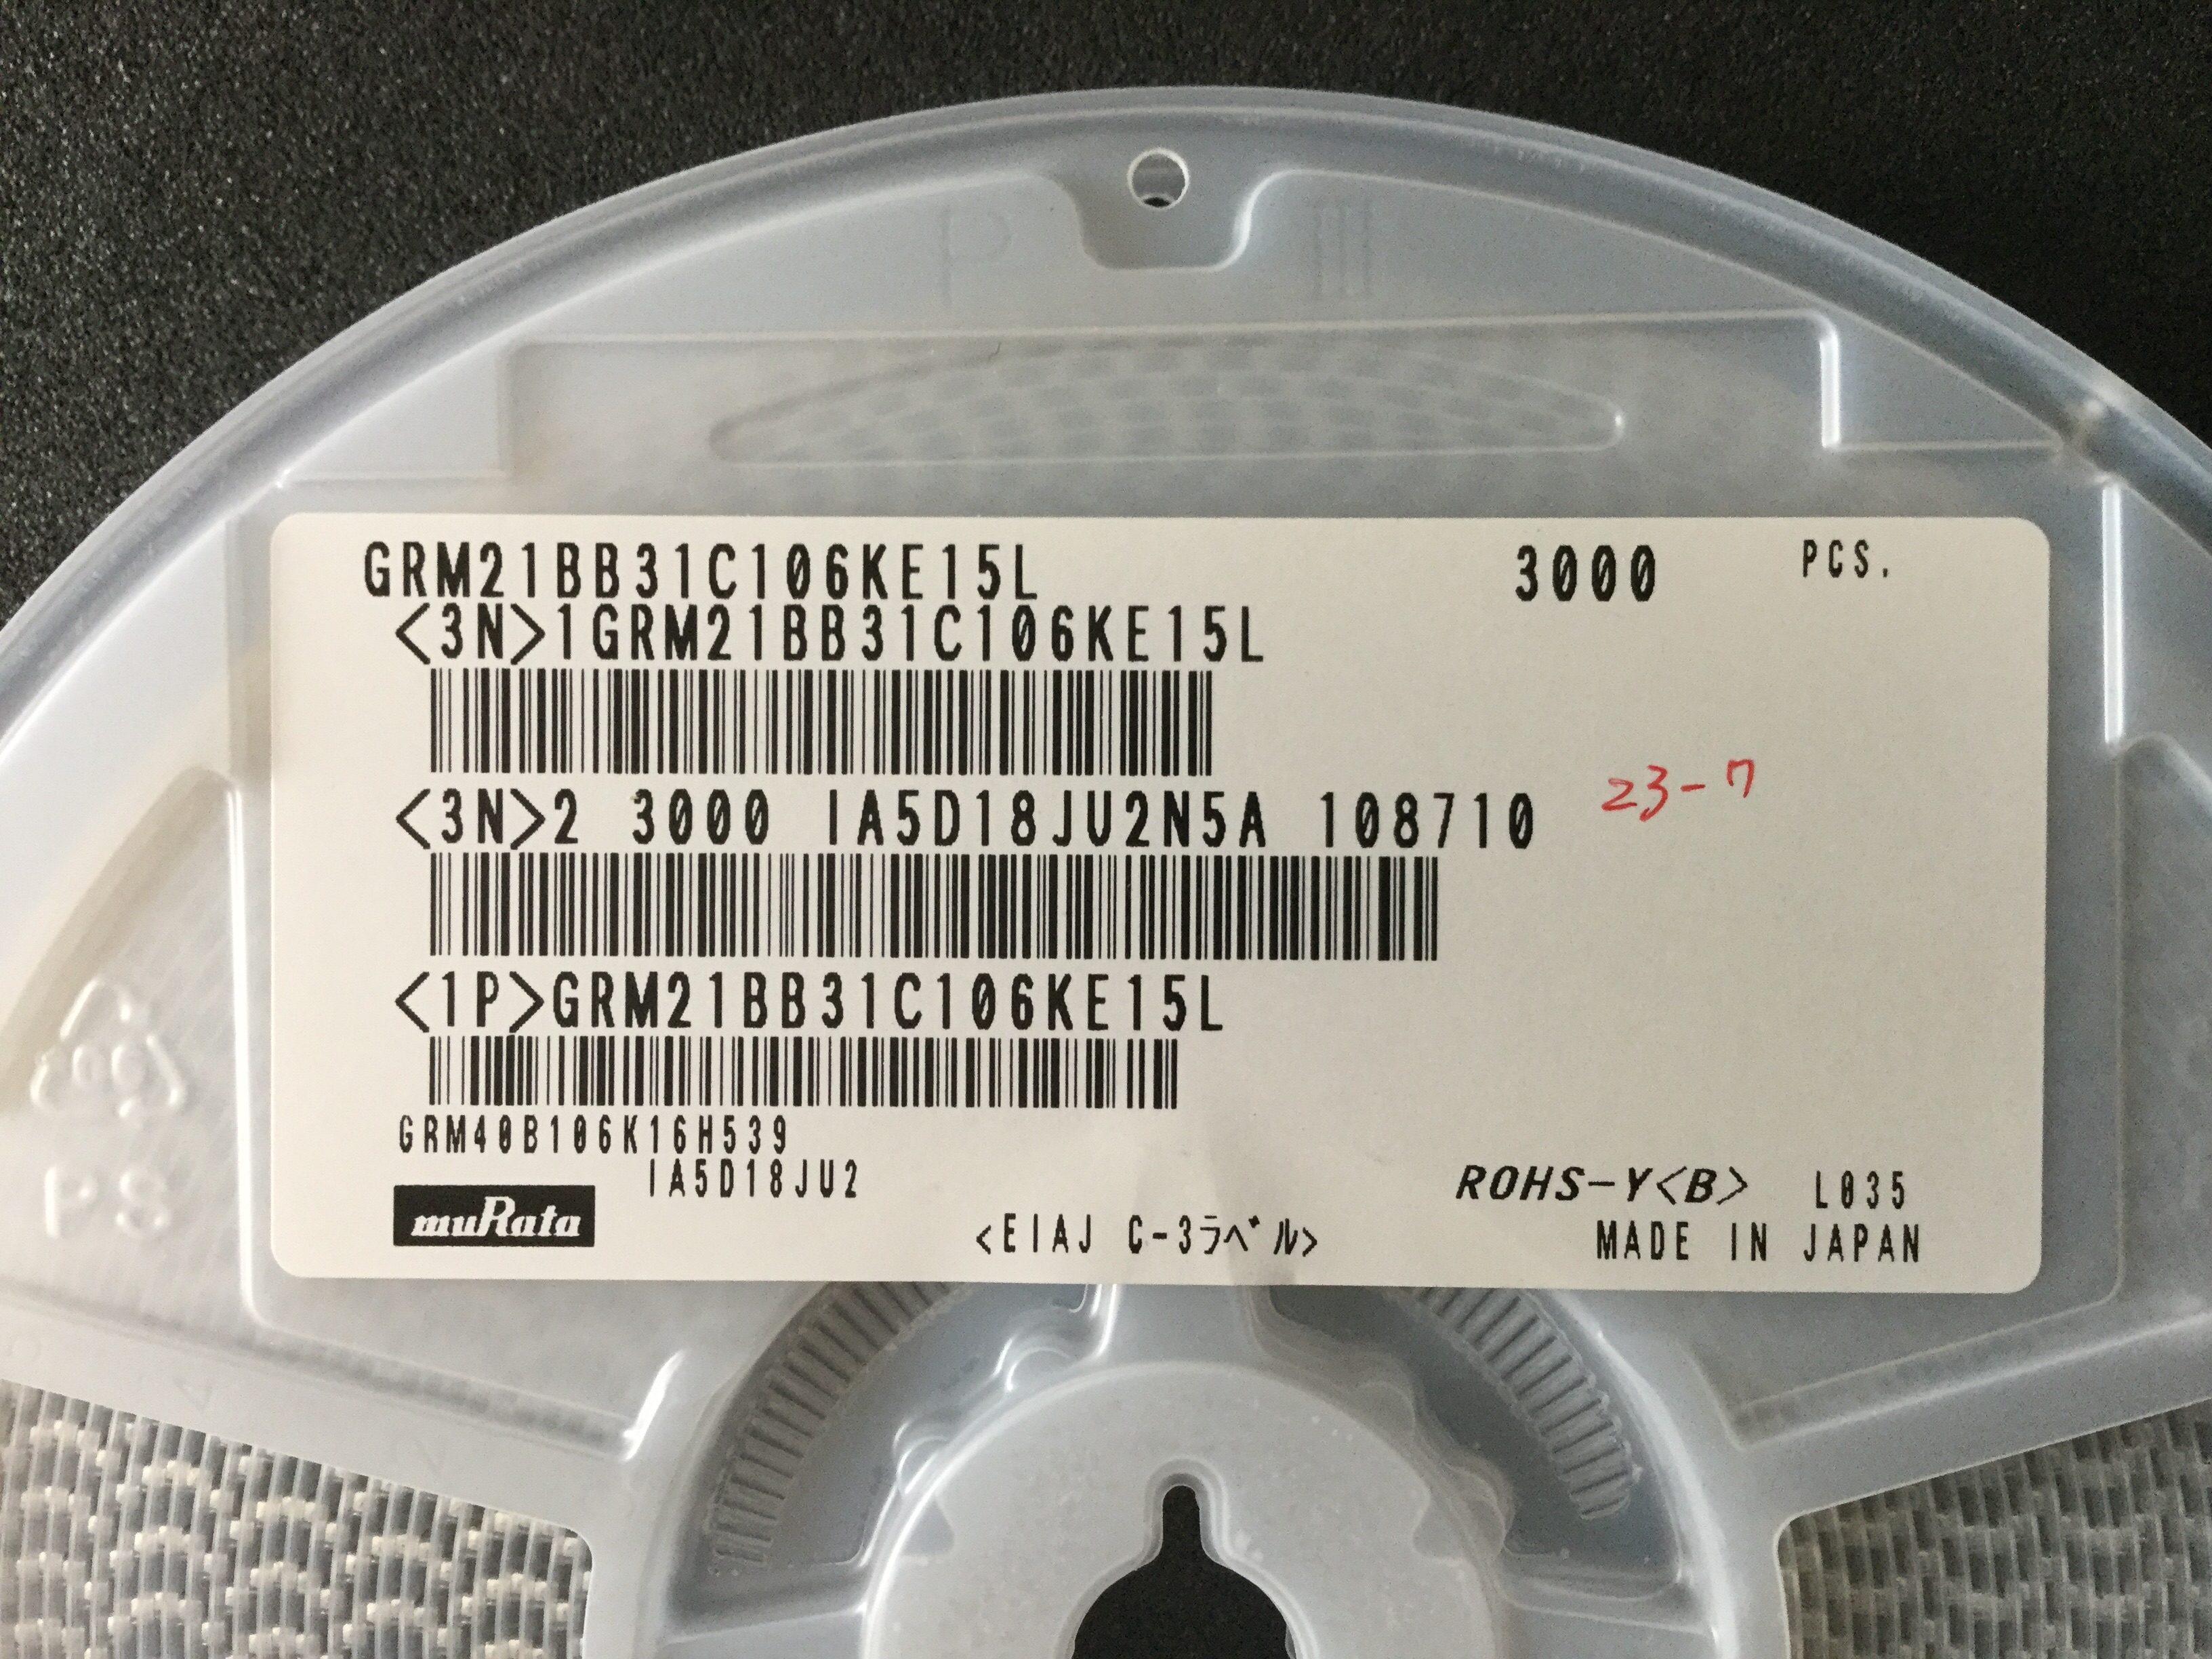 GRM21BB31C106KE15L 3000 PCS.
<3N>1GRM21BB31C106KE15L
23-7
<3N>2 3000 IA5D18JU2N5A 108710
<1P>GRM21BB31C106KE15L
GRM40B106K16H539
IA5D18JU2
muRata
<EIAJ C-3ラベル>
ROHS-Y<B> L035
MADE IN JAPAN
PS